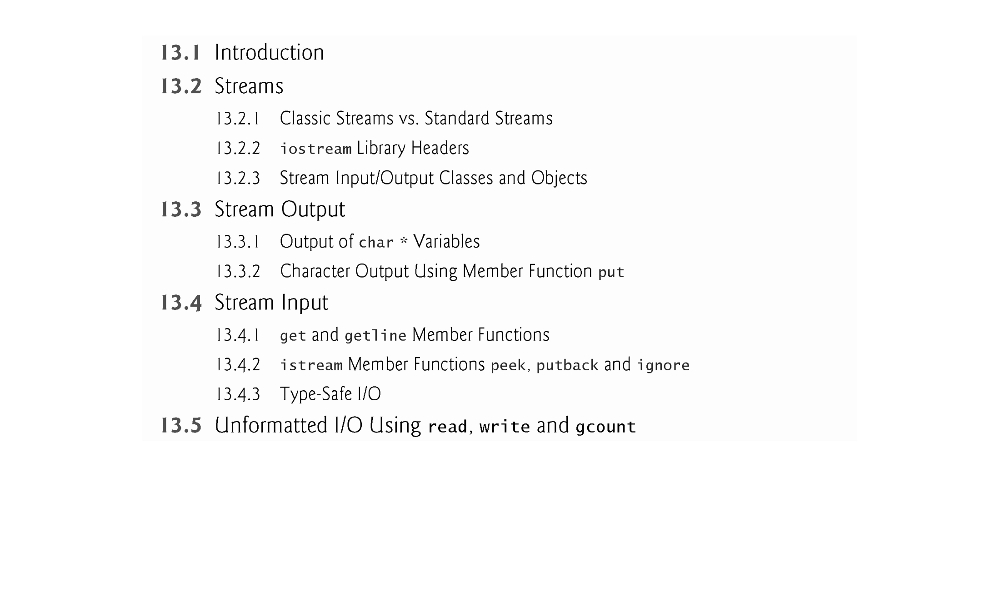 13.1 Introduction
13.2 Streams
13.2.1 Classic Streams vs. Standard Streams
13.2.2 iostream Library Headers
13.2.3 Stream Input/Output Classes and Objects
13.3 Stream Output
13.3.1 Output of char * Variables
13.3.2 Character Output Using Member Function put
13.4 Stream Input
13.4.1 get and getline Member Functions
13.4.2 istream Member Functions peek, putback and ignore
13.4.3 Type-Safe I/O
13.5 Unformatted I/O Using read, write and gcount